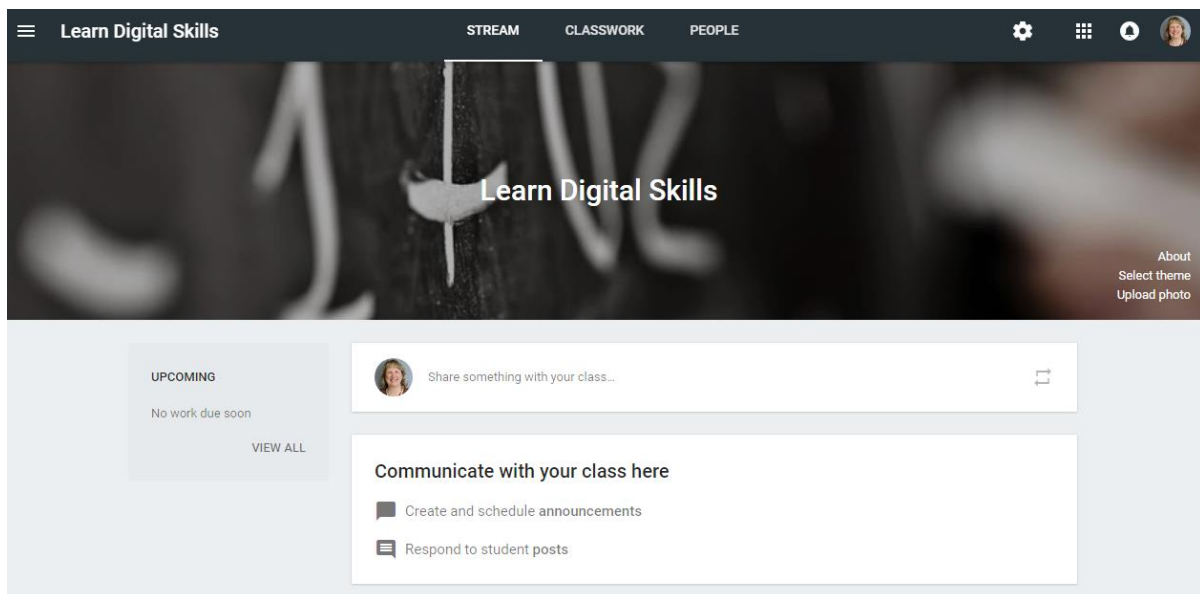 Learn Digital Skills
STREAM CLASSWORK PEOPLE
Learn Digital Skills
About
Select theme
Upload photo
UPCOMING
No work due soon
VIEW ALL
Share something with your class...
Communicate with your class here
Create and schedule announcements
Respond to student posts